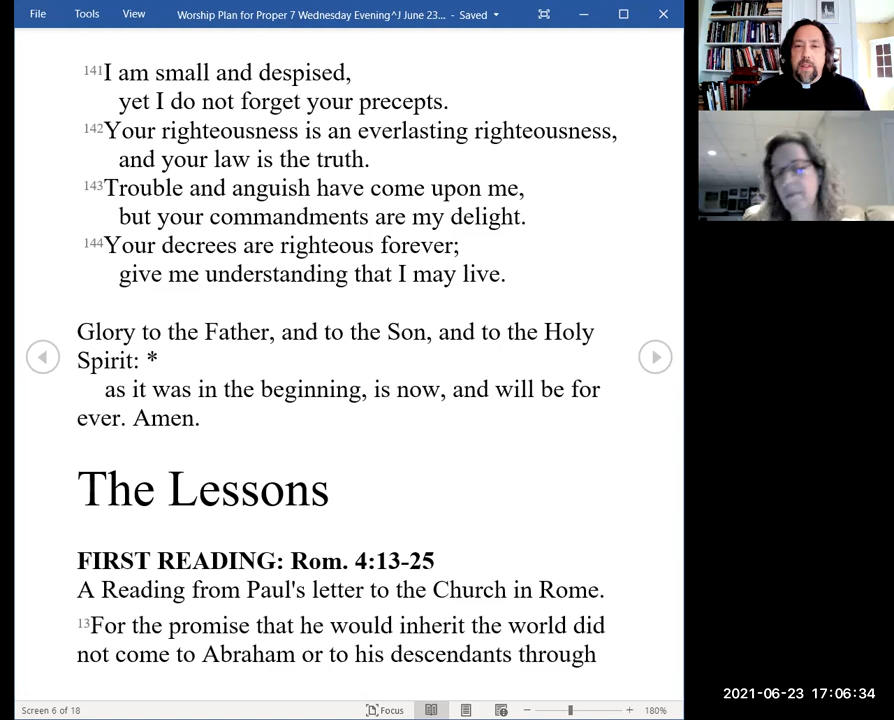 File Tools View Worship Plan for Proper 7 Wednesday Evening^J June 23... - Saved
141I am small and despised,
yet I do not forget your precepts.
142Your righteousness is an everlasting righteousness,
and your law is the truth.
143Trouble and anguish have come upon me,
but your commandments are my delight.
144Your decrees are righteous forever;
give me understanding that I may live.
Glory to the Father, and to the Son, and to the Holy
Spirit: *
as it was in the beginning, is now, and will be for
ever. Amen.
The Lessons
FIRST READING: Rom. 4:13-25
A Reading from Paul's letter to the Church in Rome.
13For the promise that he would inherit the world did
not come to Abraham or to his descendants through
Screen 6 of 18 Focus 180%
2021-06-23 17:06:34